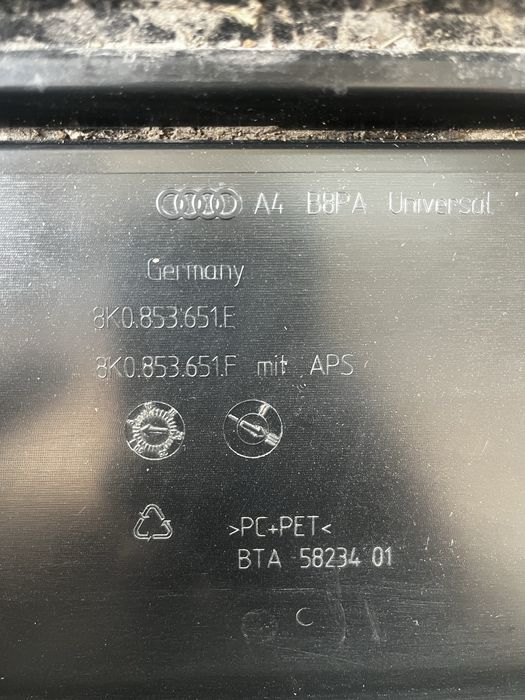 A4 B8PA Universal
Germany
8K0.853.651.E
8K0.853.651.F mit APS
>PC+PET<
BTA 58234 01
C